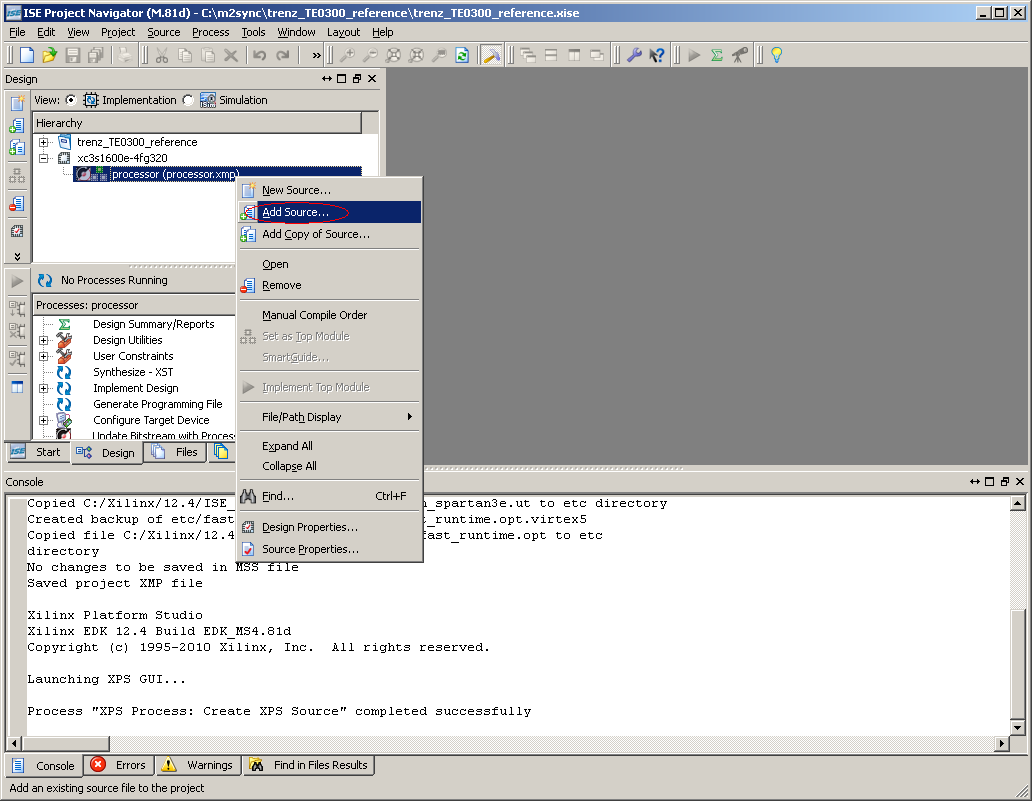 ISE Project Navigator (M.81d) - C:\m2sync\trenz_TE0300_reference\trenz_TE0300_reference.xise
File Edit View Project Source Process Tools Window Layout Help
Design
View: Implementation Simulation
Hierarchy
trenz_TE0300_reference
xc3s1600e-4fg320
processor (processor.xmp)
New Source...
Add Source...
Add Copy of Source...
Open
Remove
Manual Compile Order
Set as Top Module
SmartGuide...
Implement Top Module
File/Path Display
Expand All
Collapse All
Find... Ctrl+F
Design Properties...
Source Properties...
No Processes Running
Processes: processor
Design Summary/Reports
Design Utilities
User Constraints
Synthesize - XST
Implement Design
Generate Programming File
Configure Target Device
Update Bitstream with Proces
Start Design Files
Console
Copied C:/Xilinx/12.4/ISE_ _spartan3e.ut to etc directory
Created backup of etc/fast t_runtime.opt.virtex5
Copied file C:/Xilinx/12.4 fast_runtime.opt to etc
directory
No changes to be saved in MSS file
Saved project XMP file
Xilinx Platform Studio
Xilinx EDK 12.4 Build EDK_MS4.81d
Copyright (c) 1995-2010 Xilinx, Inc. All rights reserved.
Launching XPS GUI...
Process "XPS Process: Create XPS Source" completed successfully
Console Errors Warnings Find in Files Results
Add an existing source file to the project